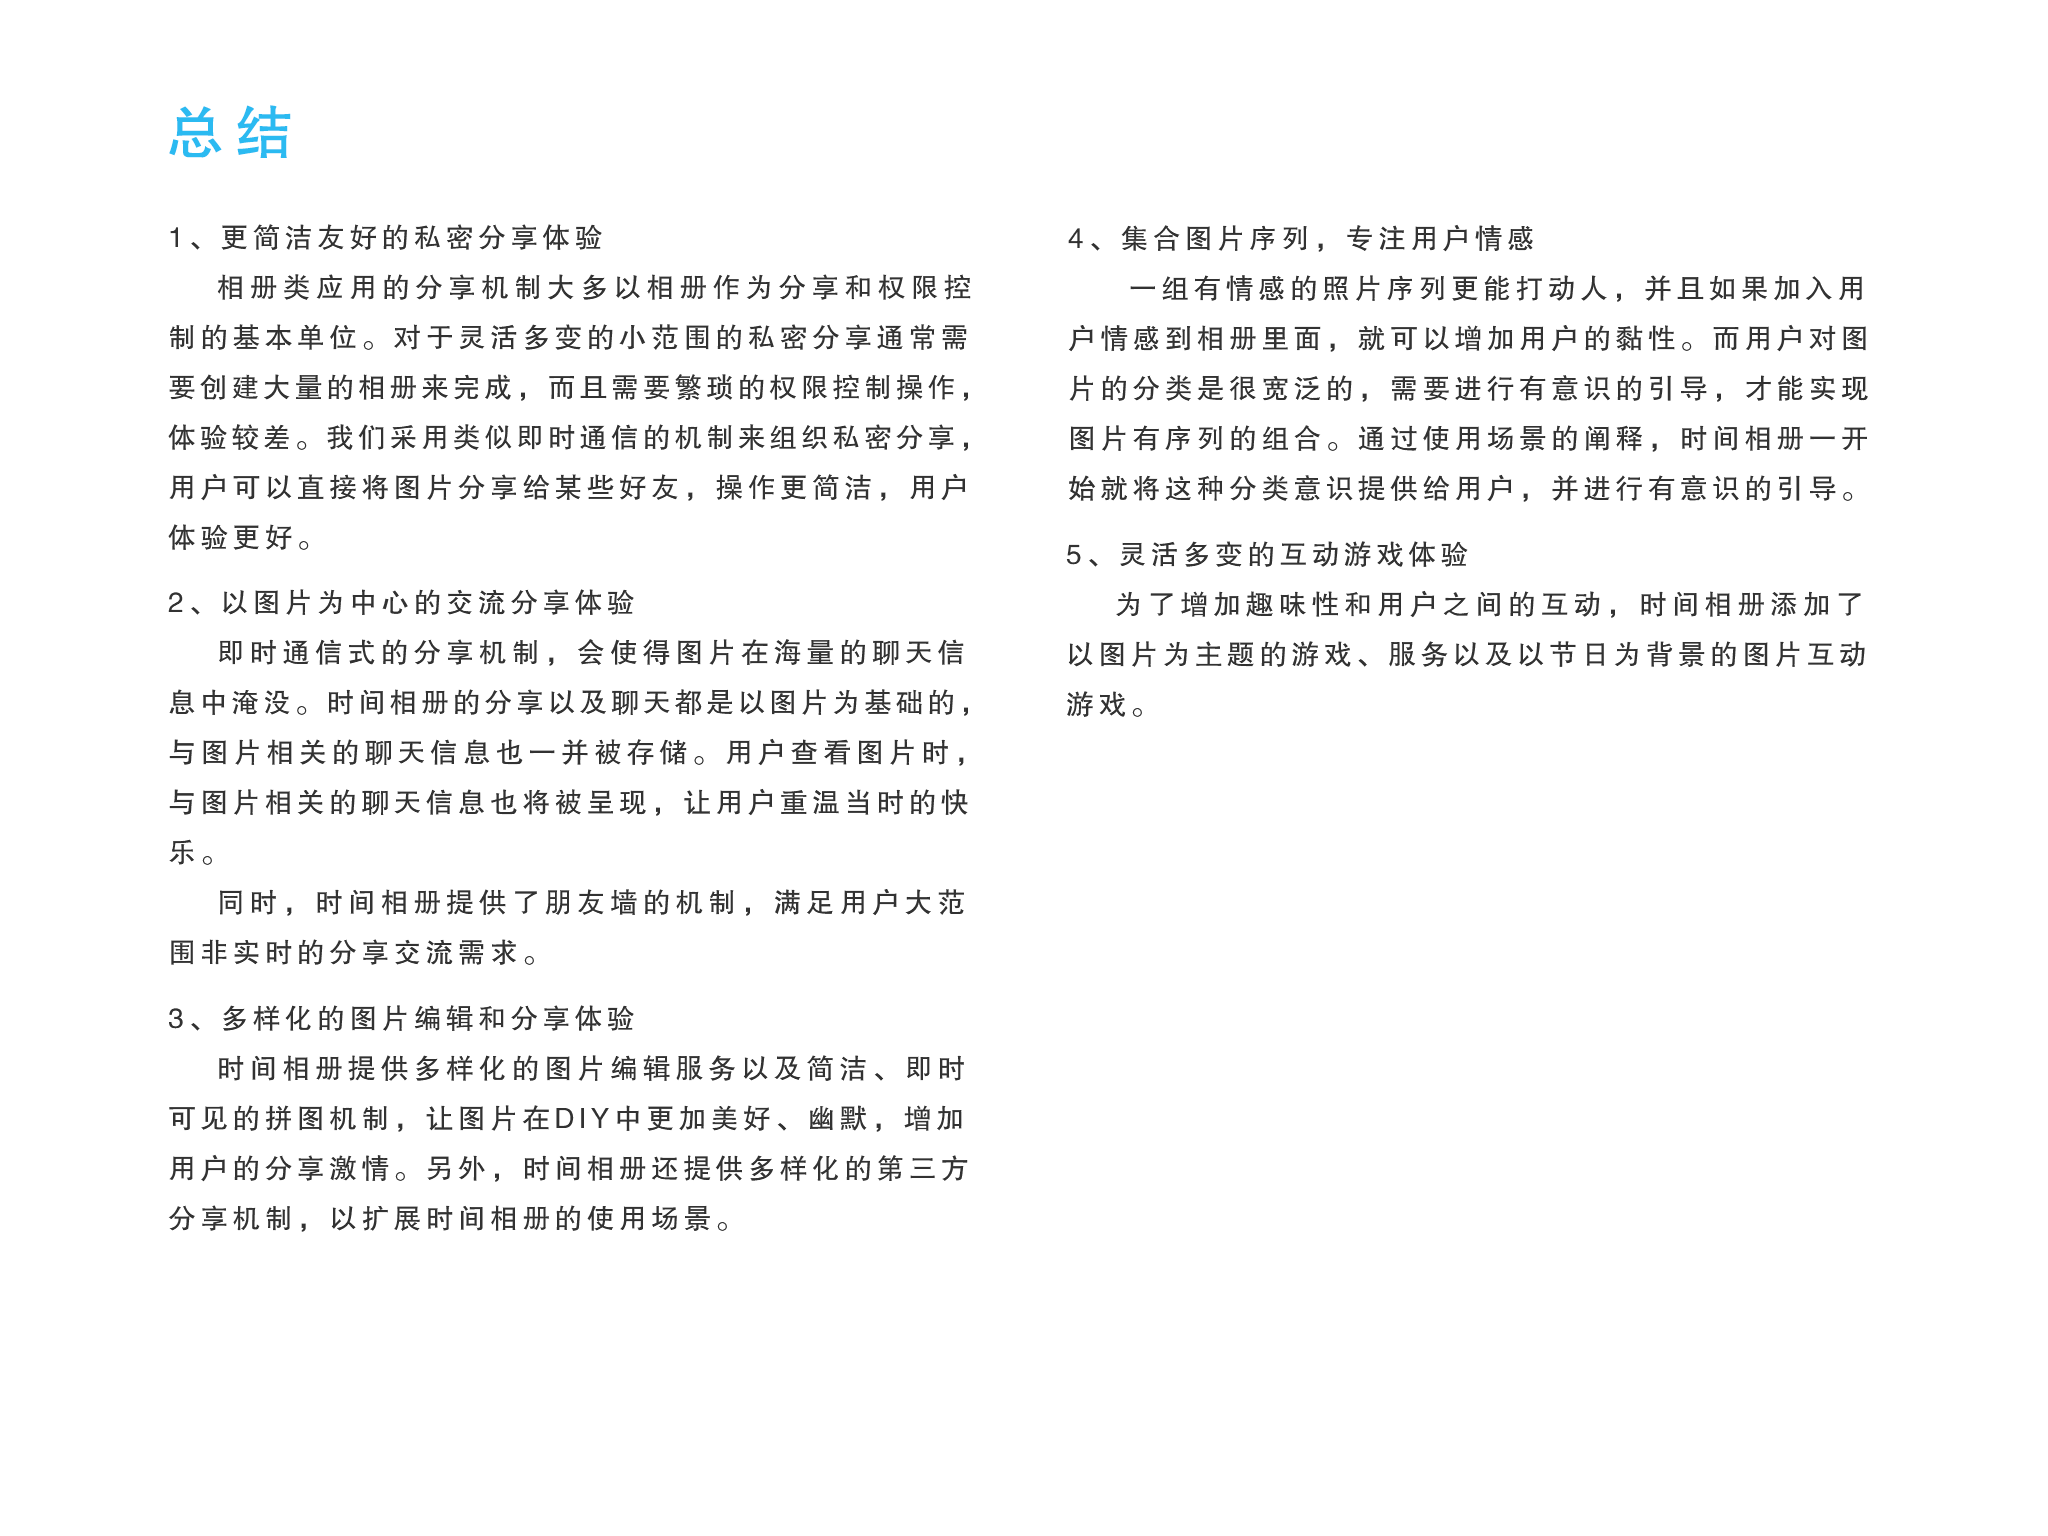 总结
1、更简洁友好的私密分享体验
相册类应用的分享机制大多以相册作为分享和权限控
制的基本单位。对于灵活多变的小范围的私密分享通常需
要创建大量的相册来完成，而且需要繁琐的权限控制操作，
体验较差。我们采用类似即时通信的机制来组织私密分享，
用户可以直接将图片分享给某些好友，操作更简洁，用户
体验更好。
2、以图片为中心的交流分享体验
即时通信式的分享机制，会使得图片在海量的聊天信
息中淹没。时间相册的分享以及聊天都是以图片为基础的，
与图片相关的聊天信息也一并被存储。用户查看图片时，
与图片相关的聊天信息也将被呈现，让用户重温当时的快
乐。
同时，时间相册提供了朋友墙的机制，满足用户大范
围非实时的分享交流需求。
3、多样化的图片编辑和分享体验
时间相册提供多样化的图片编辑服务以及简洁、即时
可见的拼图机制，让图片在DIY中更加美好、幽默，增加
用户的分享激情。另外，时间相册还提供多样化的第三方
分享机制，以扩展时间相册的使用场景。
4、集合图片序列，专注用户情感
一组有情感的照片序列更能打动人，并且如果加入用
户情感到相册里面，就可以增加用户的黏性。而用户对图
片的分类是很宽泛的，需要进行有意识的引导，才能实现
图片有序列的组合。通过使用场景的阐释，时间相册一开
始就将这种分类意识提供给用户，并进行有意识的引导。
5、灵活多变的互动游戏体验
为了增加趣味性和用户之间的互动，时间相册添加了
以图片为主题的游戏、服务以及以节日为背景的图片互动
游戏。